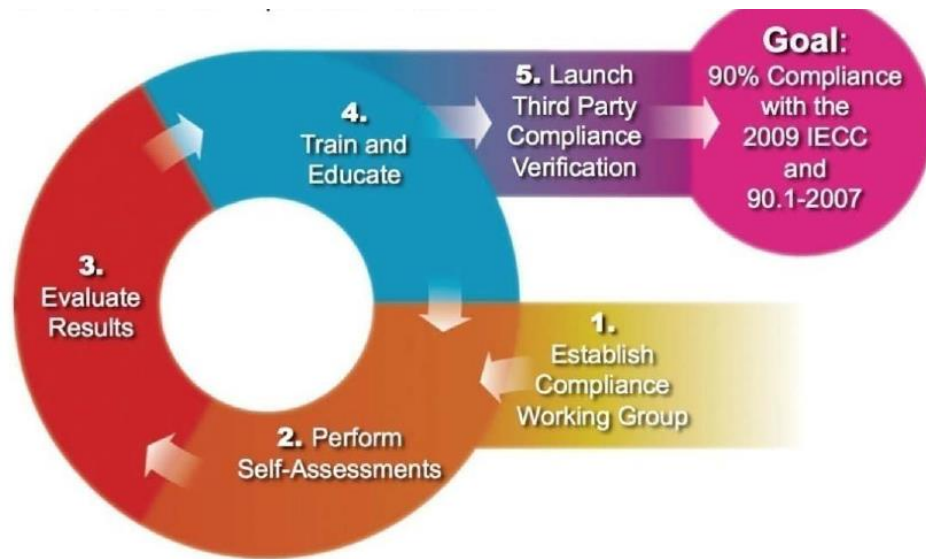 1.
Establish
Compliance
Working Group
2. Perform
Self-Assessments
3.
Evaluate
Results
4.
Train and
Educate
5. Launch
Third Party
Compliance
Verification
Goal:
90% Compliance
with the
2009 IECC
and
90.1-2007